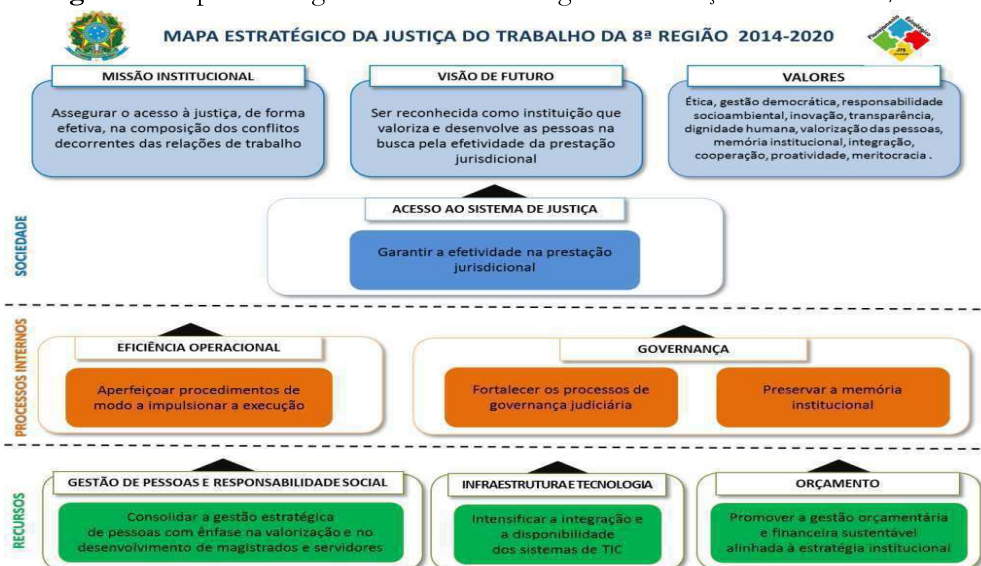 MAPA ESTRATÉGICO DA JUSTIÇA DO TRABALHO DA 8ª REGIÃO 2014-2020
MISSÃO INSTITUCIONAL
Assegurar o acesso à justiça, de forma
efetiva, na composição dos conflitos
decorrentes das relações de trabalho
VISÃO DE FUTURO
Ser reconhecida como instituição que
valoriza e desenvolve as pessoas na
busca pela efetividade da prestação
jurisdicional
VALORES
Ética, gestão democrática, responsabilidade
socioambiental, inovação, transparência,
dignidade humana, valorização das pessoas,
memória institucional, integração,
cooperação, proatividade, meritocracia .
SOCIEDADE
ACESSO AO SISTEMA DE JUSTIÇA
Garantir a efetividade na prestação
jurisdicional
PROCESSOS INTERNOS
EFICIÊNCIA OPERACIONAL
Aperfeiçoar procedimentos de
modo a impulsionar a execução
GOVERNANÇA
Fortalecer os processos de
governança judiciária
Preservar a memória
institucional
RECURSOS
GESTÃO DE PESSOAS E RESPONSABILIDADE SOCIAL
Consolidar a gestão estratégica
de pessoas com ênfase na valorização e no
desenvolvimento de magistrados e servidores
INFRAESTRUTURA E TECNOLOGIA
Intensificar a integração e
a disponibilidade
dos sistemas de TIC
ORÇAMENTO
Promover a gestão orçamentária
e financeira sustentável
alinhada à estratégia institucional